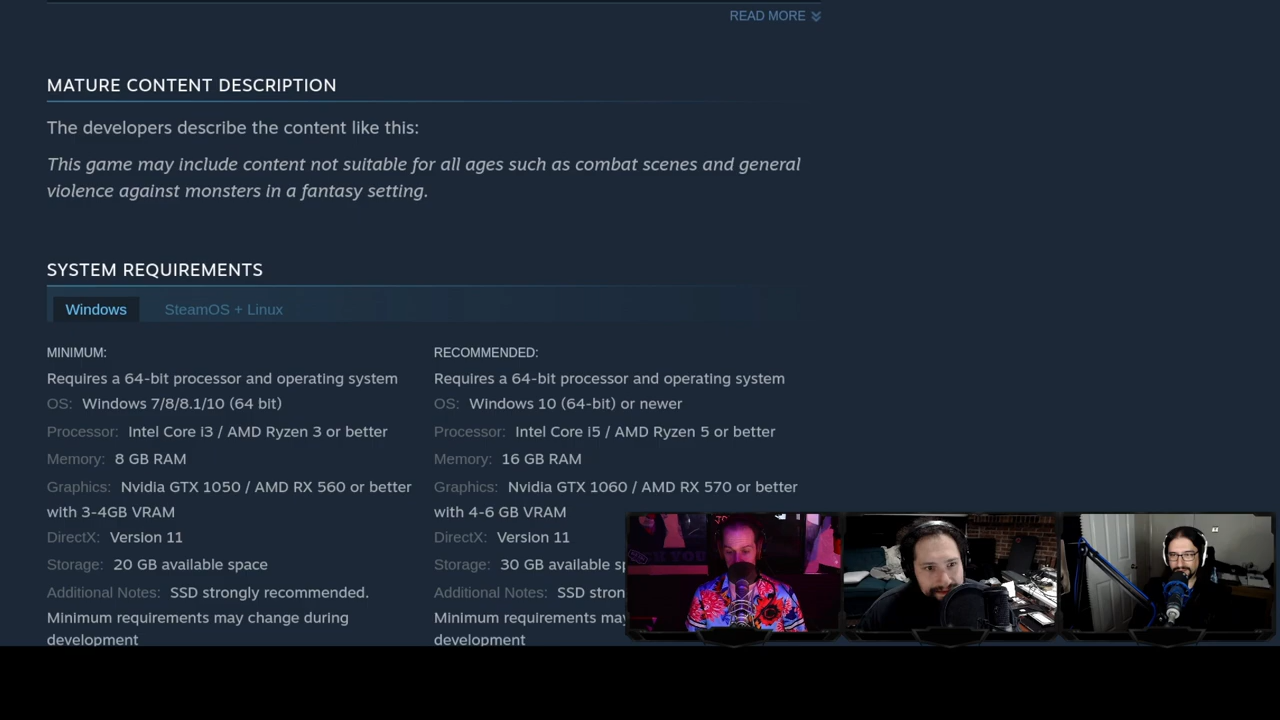 READ MORE
MATURE CONTENT DESCRIPTION
The developers describe the content like this:
This game may include content not suitable for all ages such as combat scenes and general
violence against monsters in a fantasy setting.
SYSTEM REQUIREMENTS
Windows SteamOS + Linux
MINIMUM:
Requires a 64-bit processor and operating system
OS: Windows 7/8/8.1/10 (64 bit)
Processor: Intel Core i3 / AMD Ryzen 3 or better
Memory: 8 GB RAM
Graphics: Nvidia GTX 1050 / AMD RX 560 or better
with 3-4GB VRAM
DirectX: Version 11
Storage: 20 GB available space
Additional Notes: SSD strongly recommended.
Minimum requirements may change during
development
RECOMMENDED:
Requires a 64-bit processor and operating system
OS: Windows 10 (64-bit) or newer
Processor: Intel Core i5 / AMD Ryzen 5 or better
Memory: 16 GB RAM
Graphics: Nvidia GTX 1060 / AMD RX 570 or better
with 4-6 GB VRAM
DirectX: Version 11
Storage: 30 GB available sp
Additional Notes: SSD stron
Minimum requirements may
development